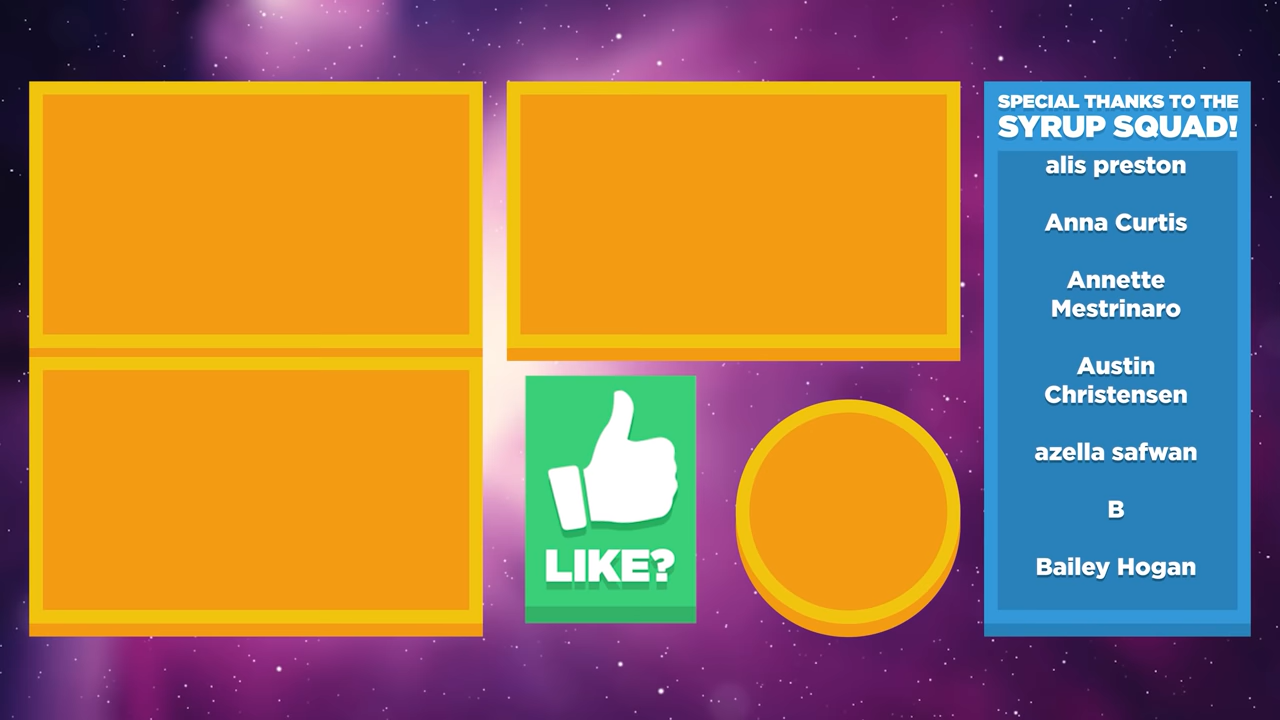 SPECIAL THANKS TO THE
SYRUP SQUAD!
alis preston
Anna Curtis
Annette
Mestrinaro
Austin
Christensen
azella safwan
B
Bailey Hogan
LIKE?